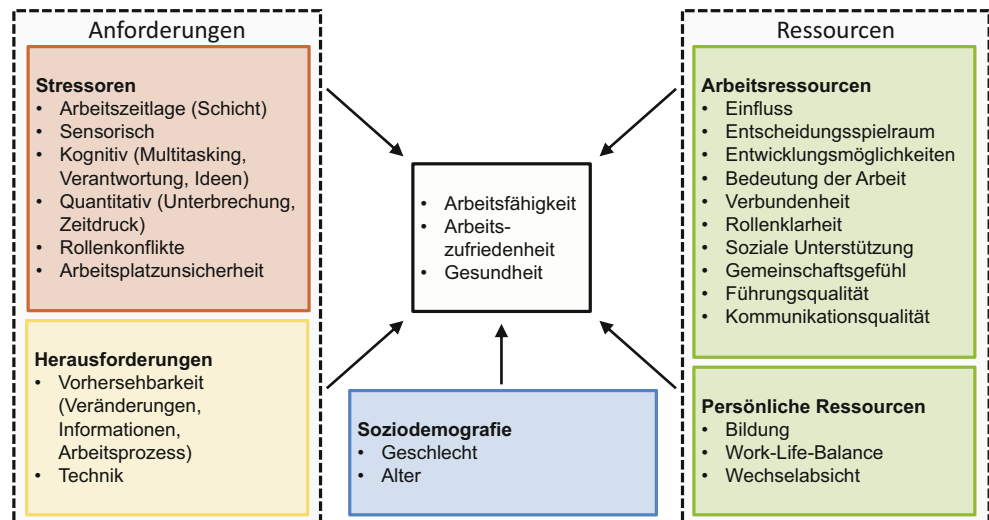 Anforderungen
Stressoren
• Arbeitszeitlage (Schicht)
• Sensorisch
• Kognitiv (Multitasking,
Verantwortung, Ideen)
• Quantitativ (Unterbrechung,
Zeitdruck)
• Rollenkonflikte
• Arbeitsplatzunsicherheit
Herausforderungen
• Vorhersehbarkeit
(Veränderungen,
Informationen,
Arbeitsprozess)
• Technik
• Arbeitsfähigkeit
• Arbeits-
zufriedenheit
• Gesundheit
Soziodemografie
• Geschlecht
• Alter
Ressourcen
Arbeitsressourcen
• Einfluss
• Entscheidungsspielraum
• Entwicklungsmöglichkeiten
• Bedeutung der Arbeit
• Verbundenheit
• Rollenklarheit
• Soziale Unterstützung
• Gemeinschaftsgefühl
• Führungsqualität
• Kommunikationsqualität
Persönliche Ressourcen
• Bildung
• Work-Life-Balance
• Wechselabsicht